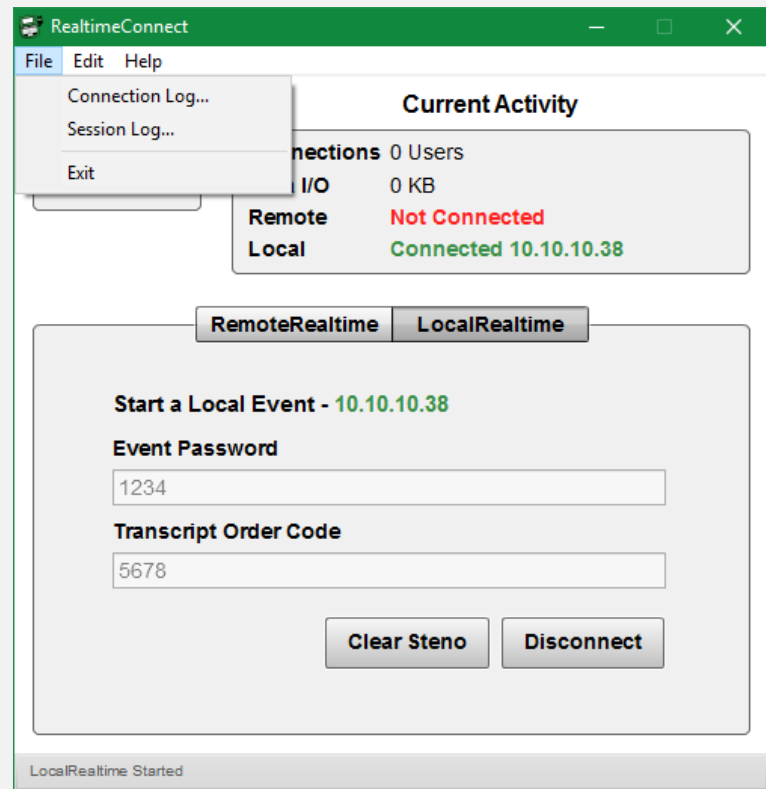 RealtimeConnect
File Edit Help
Connection Log...
Session Log...
Exit
Current Activity
nections 0 Users
I/O 0 KB
Remote Not Connected
Local Connected 10.10.10.38
RemoteRealtime LocalRealtime
Start a Local Event - 10.10.10.38
Event Password
1234
Transcript Order Code
5678
Clear Steno Disconnect
LocalRealtime Started